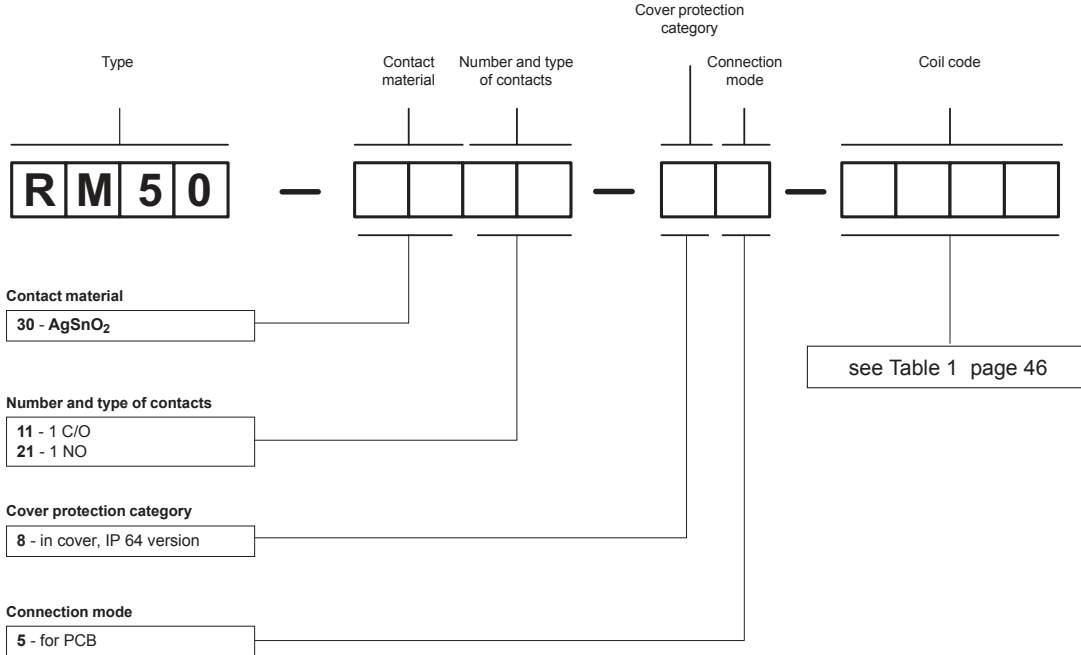 Cover protection
category
Type
Contact
material
Number and type
of contacts
Connection
mode
Coil code
RM50 — — —
Contact material
30 - AgSnO2
see Table 1 page 46
Number and type of contacts
11 - 1 C/O
21 - 1 NO
Cover protection category
8 - in cover, IP 64 version
Connection mode
5 - for PCB